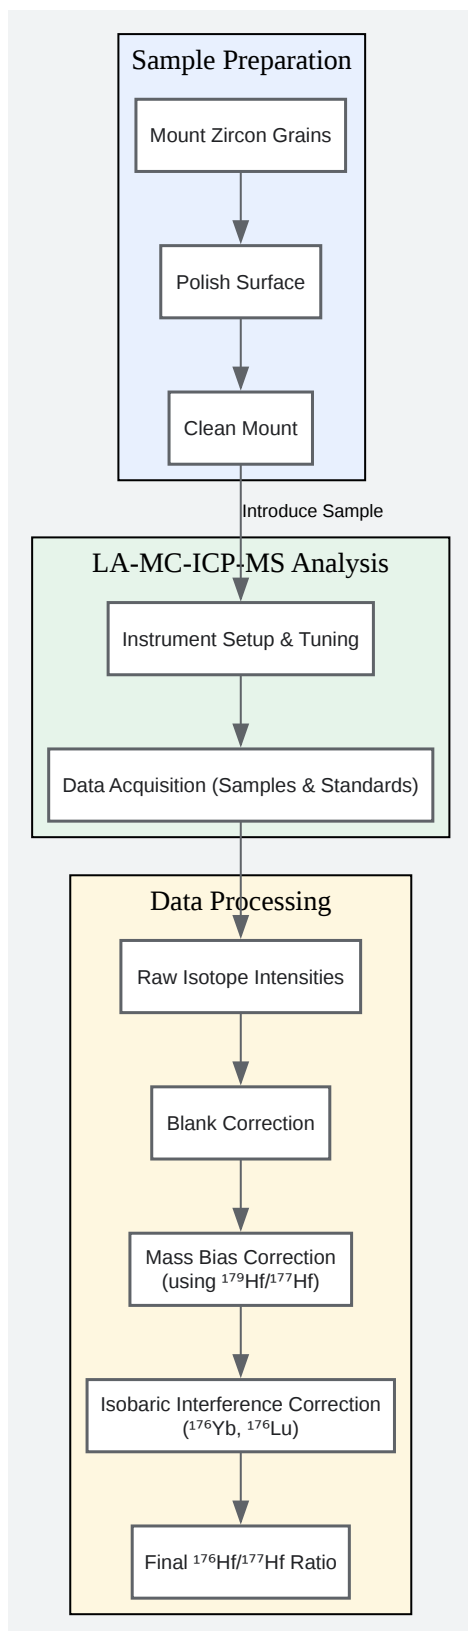 Sample Preparation
Mount Zircon Grains
Polish Surface
Clean Mount
Introduce Sample
LA-MC-ICP-MS Analysis
Instrument Setup & Tuning
Data Acquisition (Samples & Standards)
Data Processing
Raw Isotope Intensities
Blank Correction
Mass Bias Correction
(using ¹⁷⁹Hf/¹⁷⁷Hf)
Isobaric Interference Correction
(¹⁷⁶Yb, ¹⁷⁶Lu)
Final ¹⁷⁶Hf/¹⁷⁷Hf Ratio